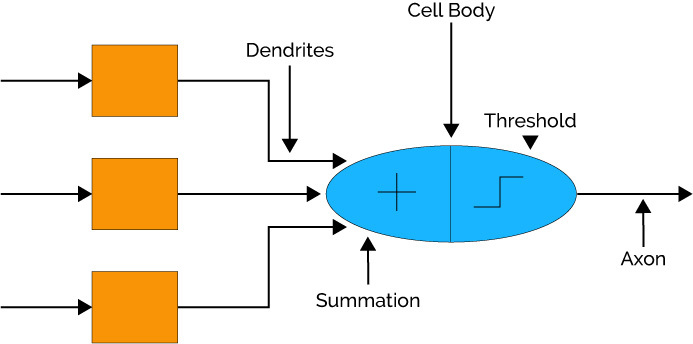 Cell Body
Dendrites
Threshold
Axon
Summation